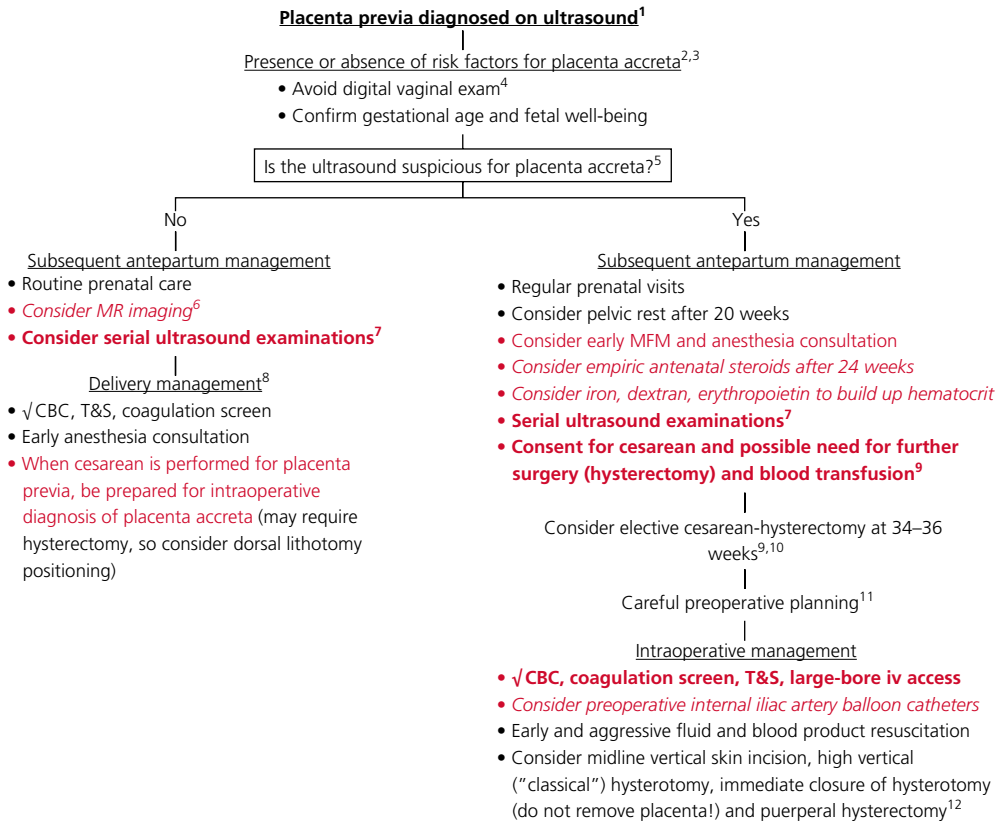 Placenta previa diagnosed on ultrasound¹
Presence or absence of risk factors for placenta accreta²,³
• Avoid digital vaginal exam⁴
• Confirm gestational age and fetal well-being
Is the ultrasound suspicious for placenta accreta?⁵
No
Subsequent antepartum management
• Routine prenatal care
• Consider MR imaging⁶
• Consider serial ultrasound examinations⁷
Delivery management⁸
• √CBC, T&S, coagulation screen
• Early anesthesia consultation
• When cesarean is performed for placenta
previa, be prepared for intraoperative
diagnosis of placenta accreta (may require
hysterectomy, so consider dorsal lithotomy
positioning)
Yes
Subsequent antepartum management
• Regular prenatal visits
• Consider pelvic rest after 20 weeks
• Consider early MFM and anesthesia consultation
• Consider empiric antenatal steroids after 24 weeks
• Consider iron, dextran, erythropoietin to build up hematocrit
• Serial ultrasound examinations⁷
• Consent for cesarean and possible need for further
surgery (hysterectomy) and blood transfusion⁹
Consider elective cesarean-hysterectomy at 34–36
weeks⁹,¹⁰
Careful preoperative planning¹¹
Intraoperative management
• √CBC, coagulation screen, T&S, large-bore iv access
• Consider preoperative internal iliac artery balloon catheters
• Early and aggressive fluid and blood product resuscitation
• Consider midline vertical skin incision, high vertical
(”classical”) hysterotomy, immediate closure of hysterotomy
(do not remove placenta!) and puerperal hysterectomy¹²